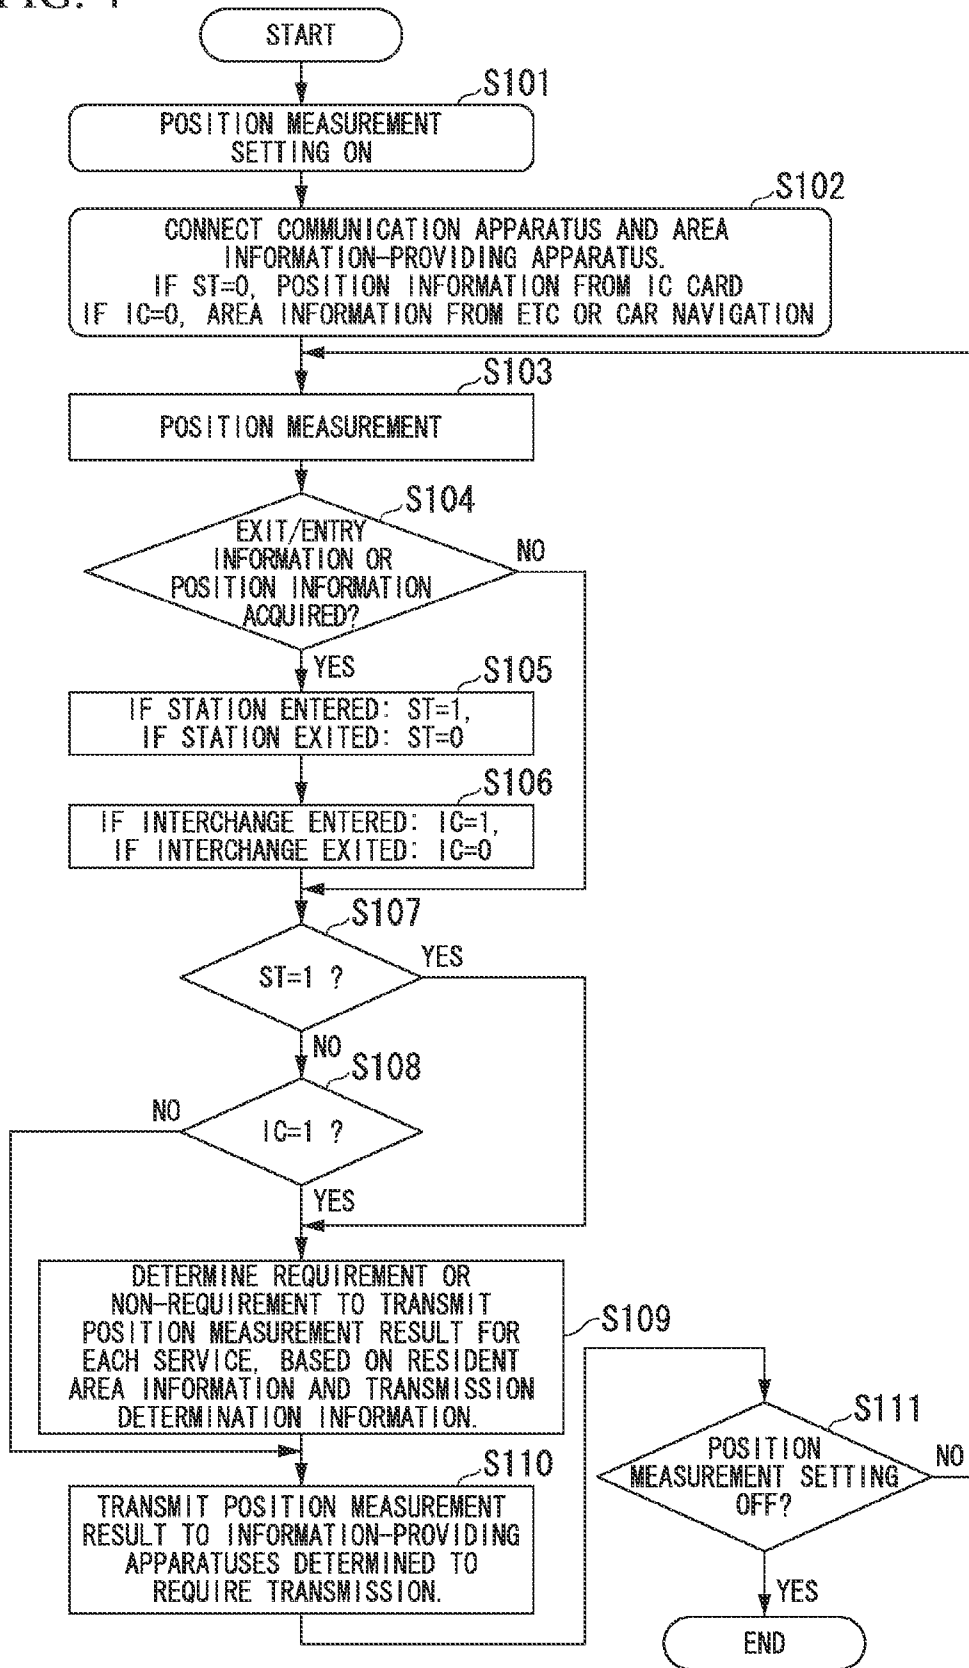 FIG. 4
START
S101
POSITION MEASUREMENT
SETTING ON
S102
CONNECT COMMUNICATION APPARATUS AND AREA
INFORMATION-PROVIDING APPARATUS.
IF ST=0, POSITION INFORMATION FROM IC CARD
IF IC=0, AREA INFORMATION FROM ETC OR CAR NAVIGATION
S103
POSITION MEASUREMENT
S104
EXIT/ENTRY
INFORMATION OR
POSITION INFORMATION
ACQUIRED?
NO
YES
S105
IF STATION ENTERED: ST=1,
IF STATION EXITED: ST=0
S106
IF INTERCHANGE ENTERED: IC=1,
IF INTERCHANGE EXITED: IC=0
S107
ST=1 ?
YES
NO
S108
IC=1 ?
NO
YES
DETERMINE REQUIREMENT OR
NON-REQUIREMENT TO TRANSMIT
POSITION MEASUREMENT RESULT FOR
EACH SERVICE, BASED ON RESIDENT
AREA INFORMATION AND TRANSMISSION
DETERMINATION INFORMATION.
S109
S110
TRANSMIT POSITION MEASUREMENT
RESULT TO INFORMATION-PROVIDING
APPARATUSES DETERMINED TO
REQUIRE TRANSMISSION.
S111
POSITION
MEASUREMENT SETTING
OFF?
NO
YES
END